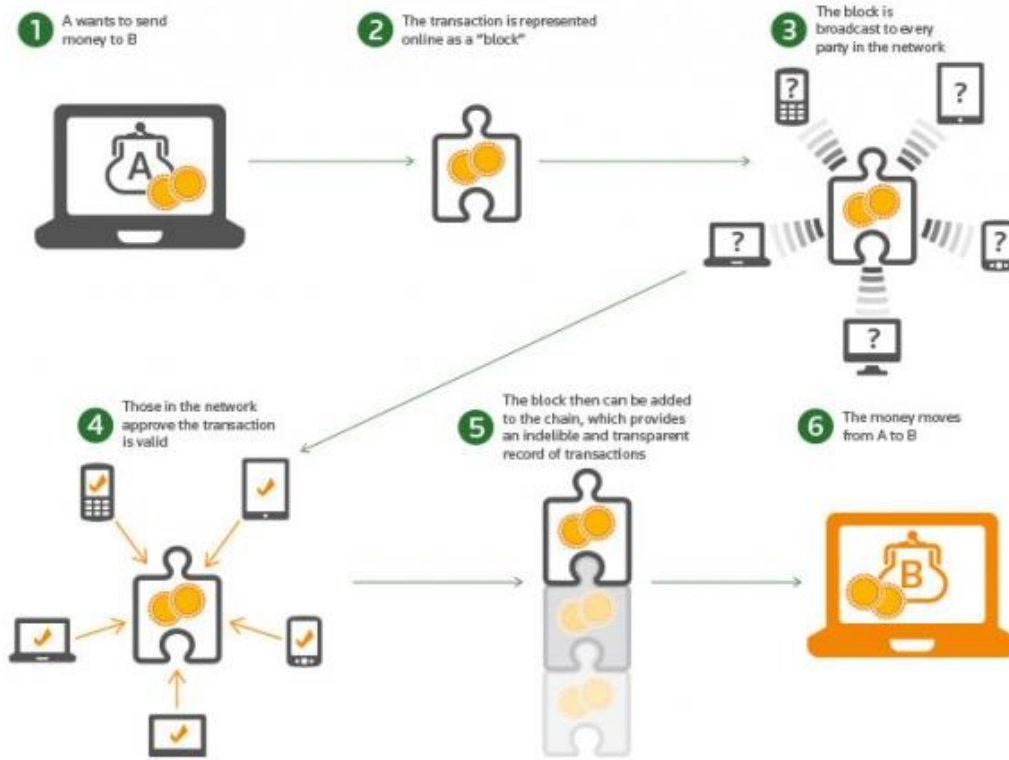 1
A wants to send
money to B
2
The transaction is represented
online as a “block”
3
The block is
broadcast to every
party in the network
?
?
A
?
?
?
4
Those in the network
approve the transaction
is valid
5
The block then can be added
to the chain, which provides
an indelible and transparent
record of transactions
6
The money moves
from A to B
B